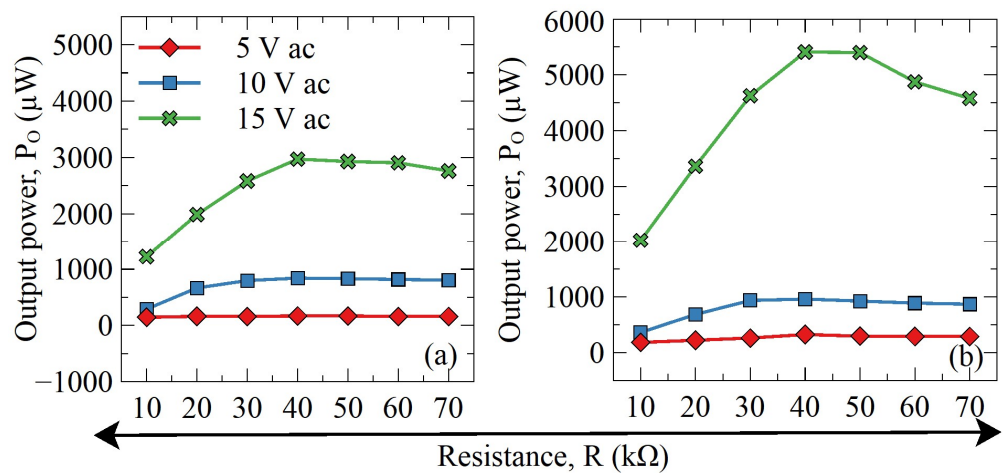 Output power, P_O (µW)
5000
4000
3000
2000
1000
0
−1000
5 V ac
10 V ac
15 V ac
(a)
10 20 30 40 50 60 70
Output power, P_O (µW)
6000
5000
4000
3000
2000
1000
0
(b)
10 20 30 40 50 60 70
Resistance, R (kΩ)